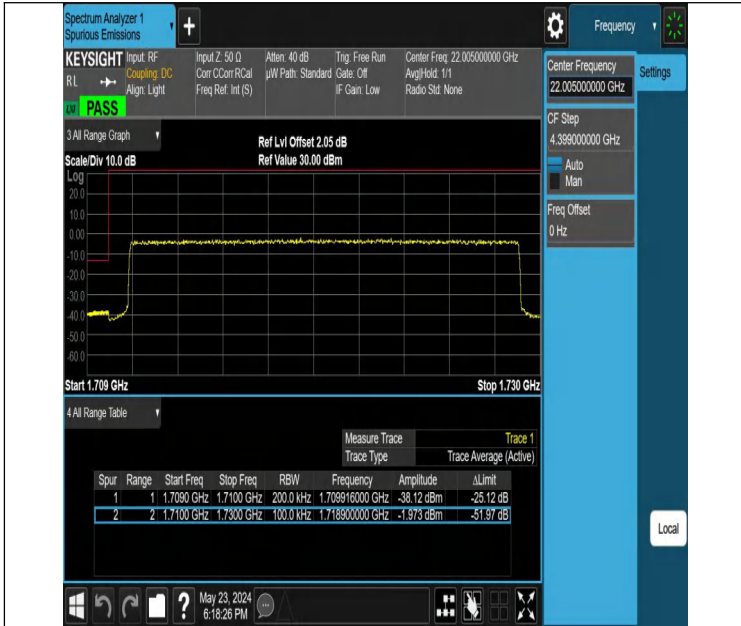 Spectrum Analyzer 1
Spurious Emissions
+
Frequency
KEYSIGHT Input: RF Input Z: 50 Ω Atten: 40 dB Trig: Free Run Center Freq: 22.005000000 GHz
RL Coupling: DC Corr CCorr RCal µW Path: Standard Gate: Off Avg|Hold: 1/1
Align: Light Freq Ref: Int (S) IF Gain: Low Radio Std: None
PASS
Center Frequency
22.005000000 GHz
Settings
CF Step
4.399000000 GHz
Auto
Man
Freq Offset
0 Hz
3 All Range Graph
Ref Lvl Offset 2.05 dB
Scale/Div 10.0 dB Ref Value 30.00 dBm
Log
20.0
10.0
0.00
-10.0
-20.0
-30.0
-40.0
-50.0
-60.0
Start 1.709 GHz Stop 1.730 GHz
4 All Range Table
Measure Trace Trace 1
Trace Type Trace Average (Active)
Spur Range Start Freq Stop Freq RBW Frequency Amplitude ΔLimit
1 1 1.7090 GHz 1.7100 GHz 200.0 kHz 1.709916000 GHz -38.12 dBm -25.12 dB
2 2 1.7100 GHz 1.7300 GHz 100.0 kHz 1.718900000 GHz -1.973 dBm -51.97 dB
Local
?
May 23, 2024
6:18:26 PM